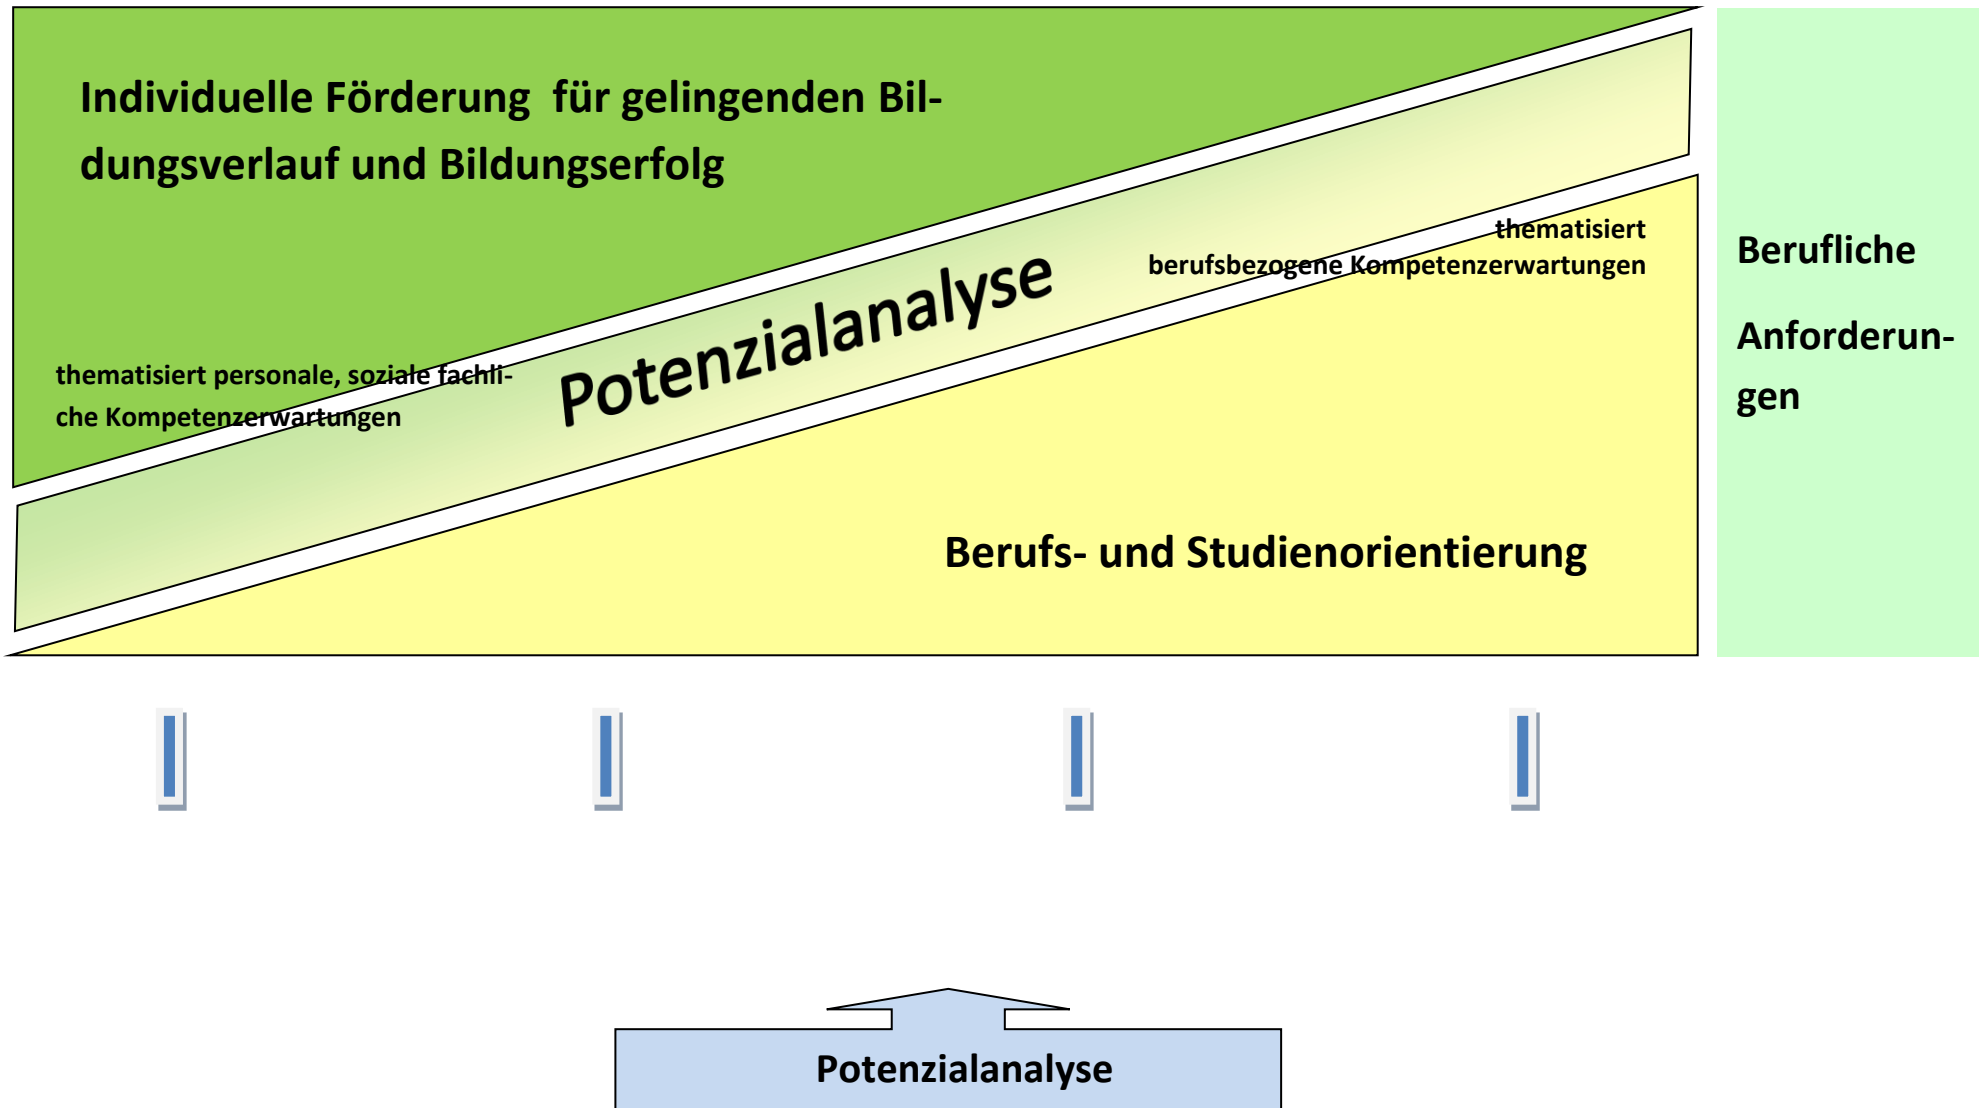 Individuelle Förderung für gelingenden Bil-
dungsverlauf und Bildungserfolg
thematisiert
berufsbezogene Kompetenzerwartungen
Potenzialanalyse
thematisiert personale, soziale fachli-
che Kompetenzerwartungen
Berufs- und Studienorientierung
Berufliche
Anforderun-
gen
Potenzialanalyse